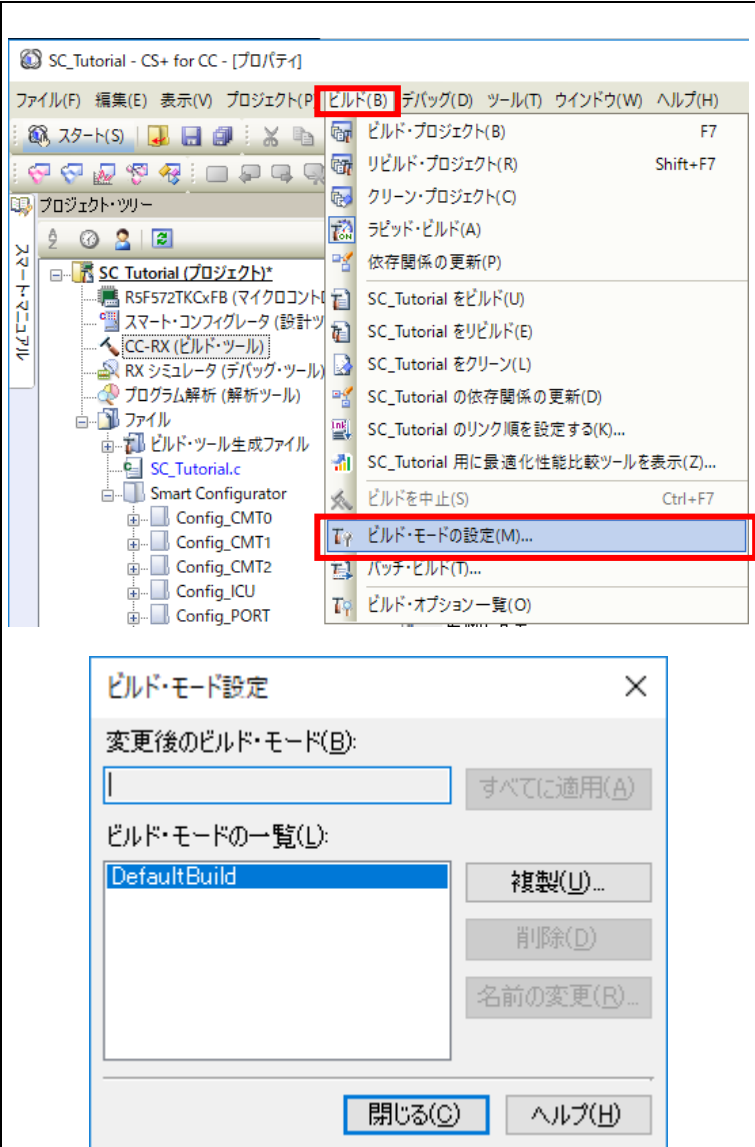 SC_Tutorial - CS+ for CC - [プロパティ]
ファイル(F) 編集(E) 表示(V) プロジェクト(P ビルド(B) デバッグ(D) ツール(T) ウインドウ(W) ヘルプ(H)
スタート(S)
プロジェクト・ツリー
スマート・マニュアル
SC_Tutorial (プロジェクト)*
R5F572TKCxFB (マイクロコント
スマート・コンフィグレータ (設計ツ
CC-RX (ビルド・ツール)
RX シミュレータ (デバッグ・ツール)
プログラム解析 (解析ツール)
ファイル
ビルド・ツール生成ファイル
SC_Tutorial.c
Smart Configurator
Config_CMT0
Config_CMT1
Config_CMT2
Config_ICU
Config_PORT
ビルド・プロジェクト(B) F7
リビルド・プロジェクト(R) Shift+F7
クリーン・プロジェクト(C)
ラピッド・ビルド(A)
依存関係の更新(P)
SC_Tutorial をビルド(U)
SC_Tutorial をリビルド(E)
SC_Tutorial をクリーン(L)
SC_Tutorial の依存関係の更新(D)
SC_Tutorial のリンク順を設定する(K)...
SC_Tutorial 用に最適化性能比較ツールを表示(Z)...
ビルドを中止(S) Ctrl+F7
ビルド・モードの設定(M)...
バッチ・ビルド(T)...
ビルド・オプション一覧(O)
ビルド・モード設定
変更後のビルド・モード(B):
すべてに適用(A)
ビルド・モードの一覧(L):
DefaultBuild
複製(U)...
削除(D)
名前の変更(R)...
閉じる(C) ヘルプ(H)